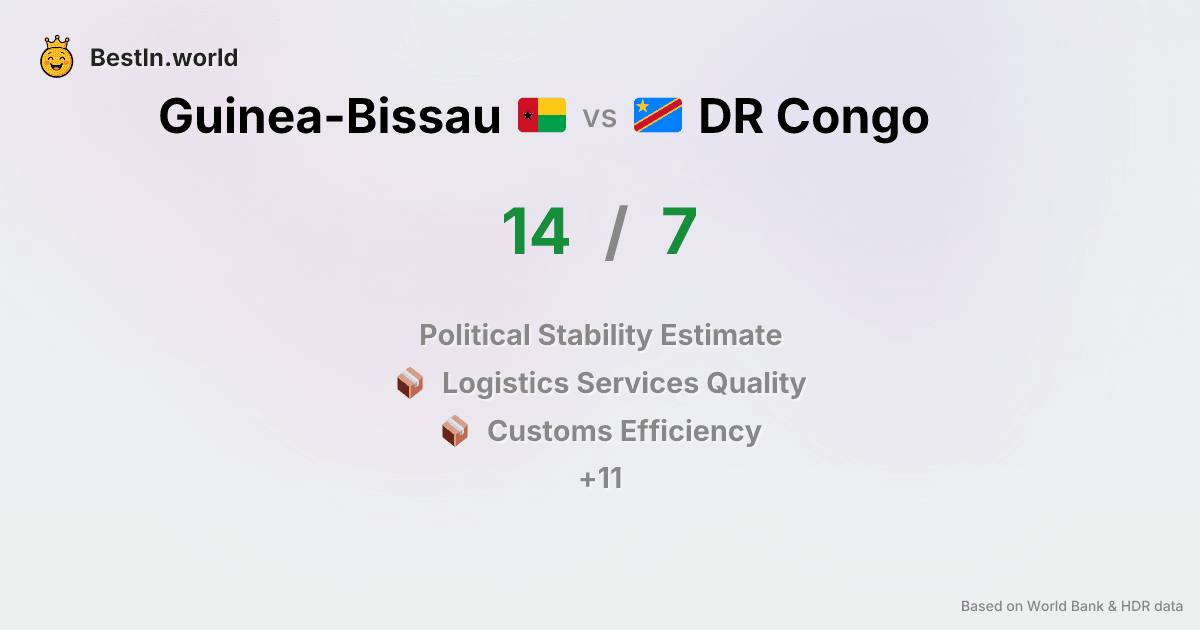 BestIn.world
Guinea-Bissau vs DR Congo
14 / 7
Political Stability Estimate
Logistics Services Quality
Customs Efficiency
+11
Based on World Bank & HDR data